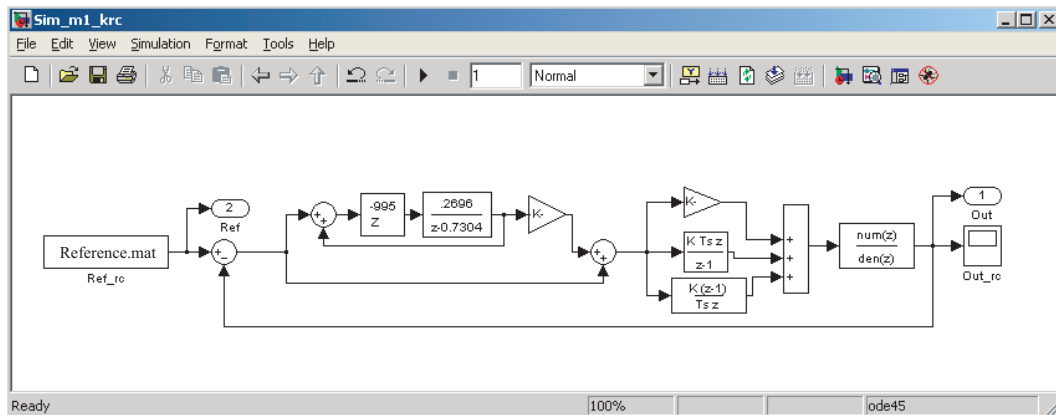 Sim_m1_krc
File Edit View Simulation Format Tools Help
1 Normal
Reference.mat
Ref_rc
2
Ref
+
-
+
+
-995
Z
.2696
z-0.7304
K-
+
+
K-
K Ts z
z-1
K(z-1)
Ts z
+
+
+
num(z)
den(z)
1
Out
Out_rc
Ready 100% ode45